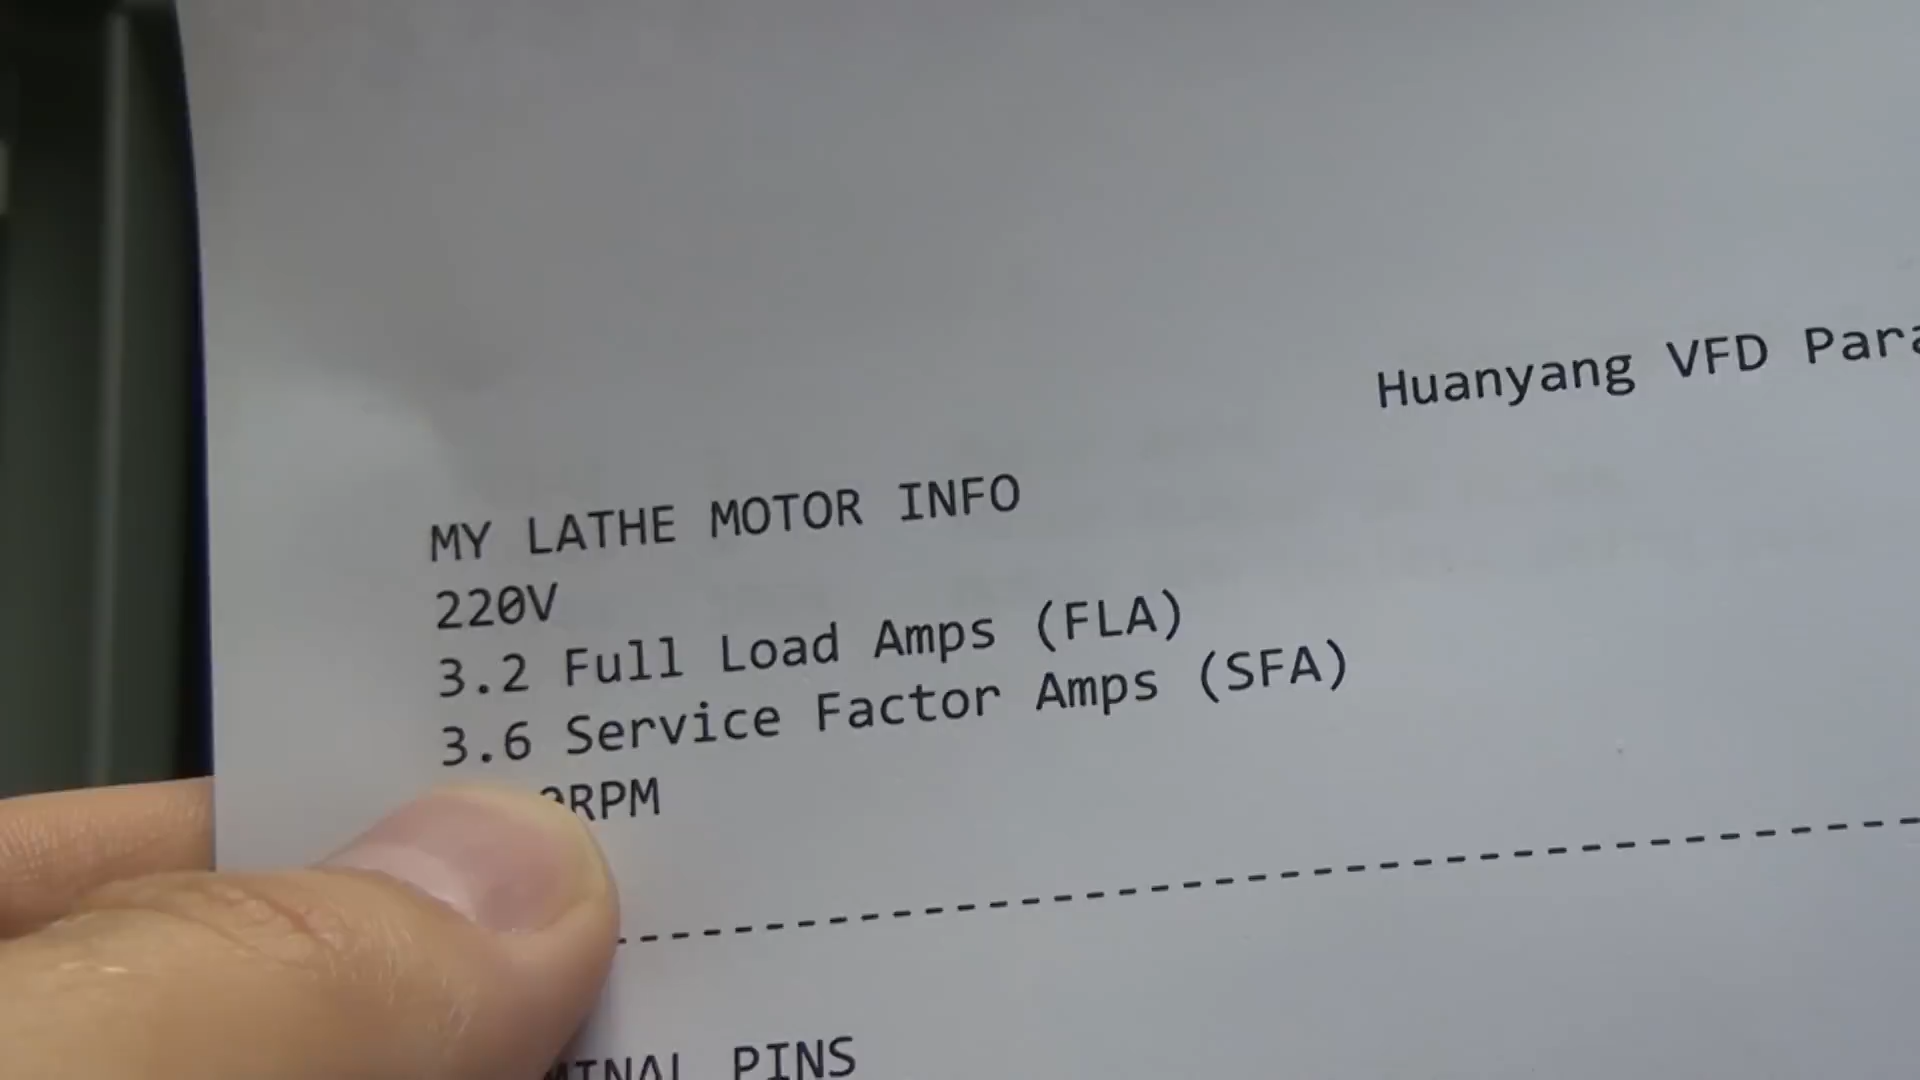 Huanyang VFD
MY LATHE MOTOR INFO
220V
3.2 Full Load Amps (FLA)
3.6 Service Factor Amps (SFA)
RPM
--------------------------------------
PINS